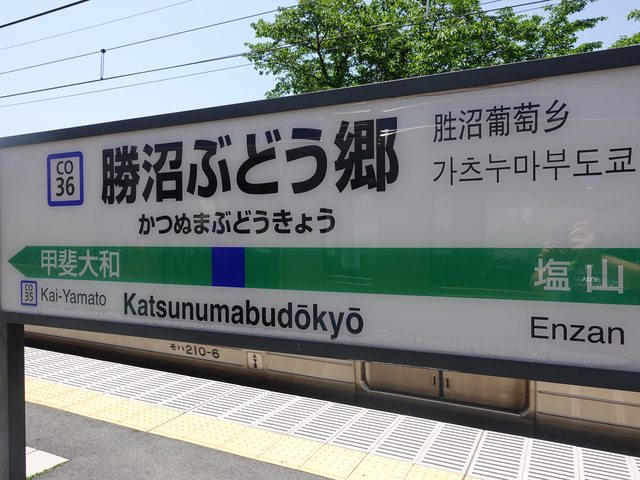 CO
36
勝沼ぶどう郷
胜沼葡萄乡
가츠누마부도쿄
かつぬまぶどうきょう
甲斐大和
塩山
CO
35
Kai-Yamato
Katsunumabudōkyō
Enzan
モハ210-6